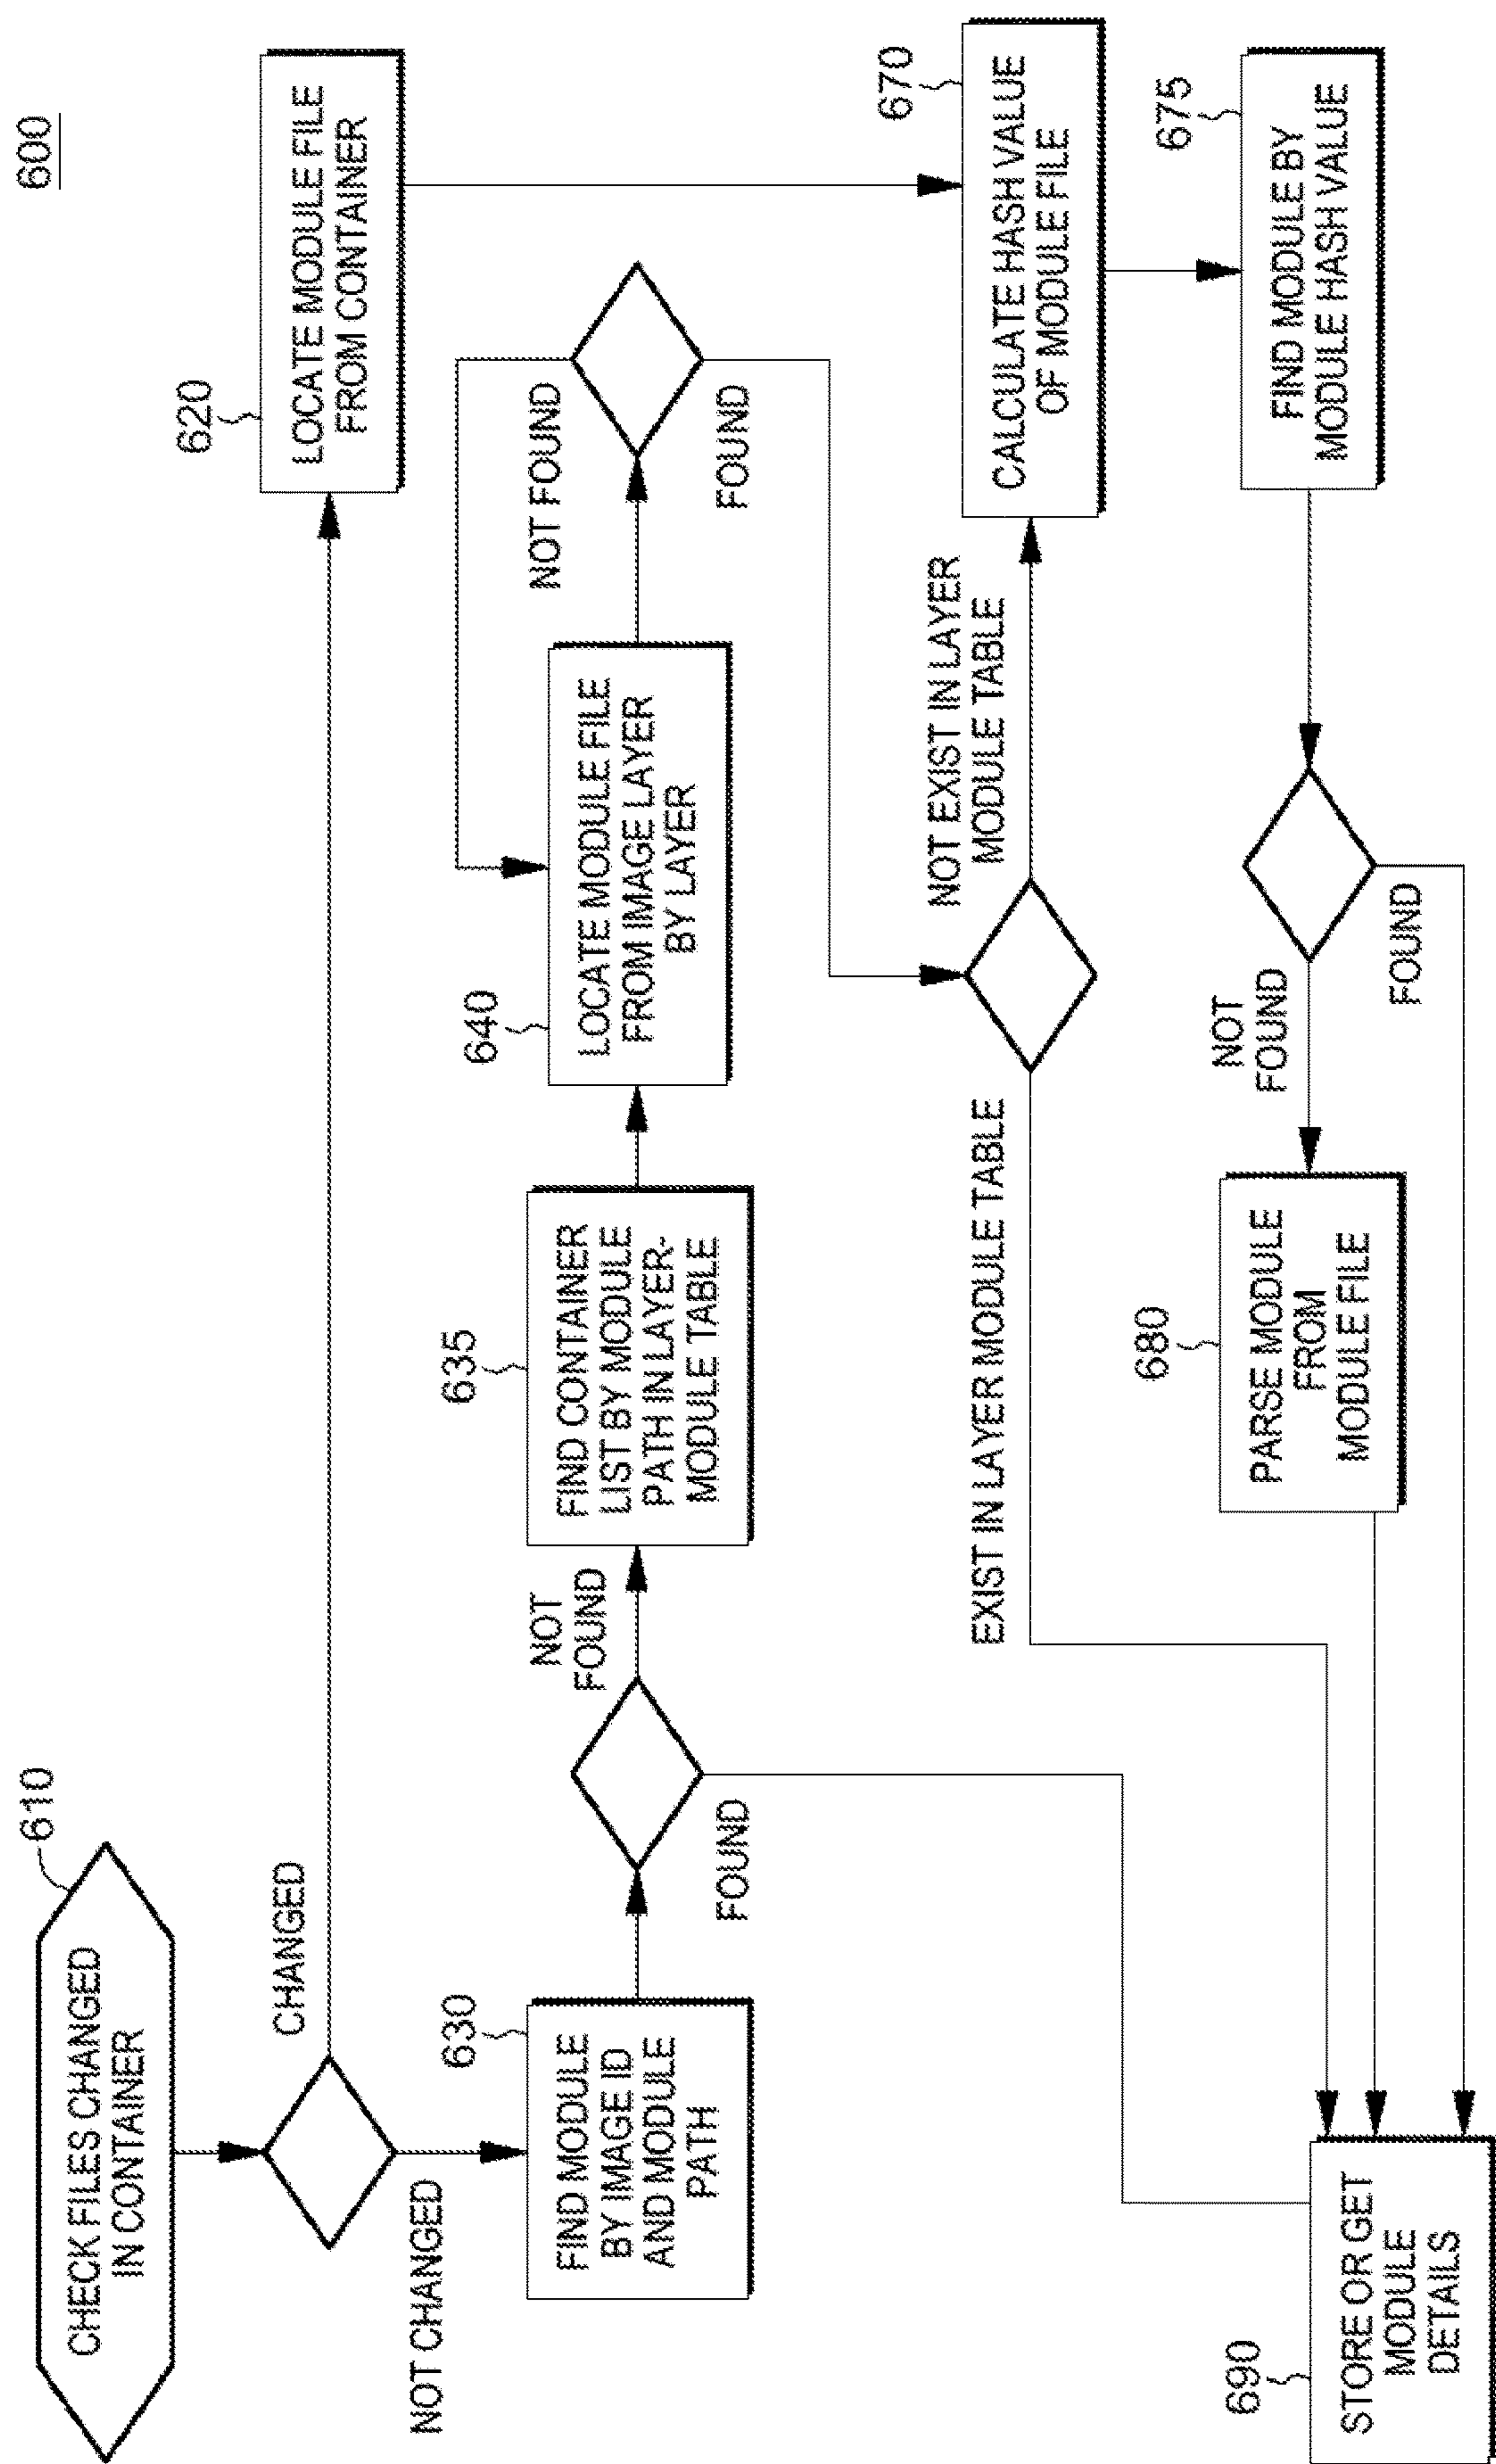 600
610
CHECK FILES CHANGED
IN CONTAINER
CHANGED
NOT CHANGED
620
LOCATE MODULE FILE
FROM CONTAINER
630
FIND MODULE
BY IMAGE ID
AND MODULE
PATH
NOT
FOUND
FOUND
635
FIND CONTAINER
LIST BY MODULE
PATH IN LAYER-
MODULE TABLE
640
LOCATE MODULE FILE
FROM IMAGE LAYER
BY LAYER
NOT FOUND
FOUND
EXIST IN LAYER MODULE TABLE
NOT EXIST IN LAYER
MODULE TABLE
670
CALCULATE HASH VALUE
OF MODULE FILE
675
FIND MODULE BY
MODULE HASH VALUE
NOT
FOUND
FOUND
680
PARSE MODULE
FROM
MODULE FILE
690
STORE OR GET
MODULE
DETAILS